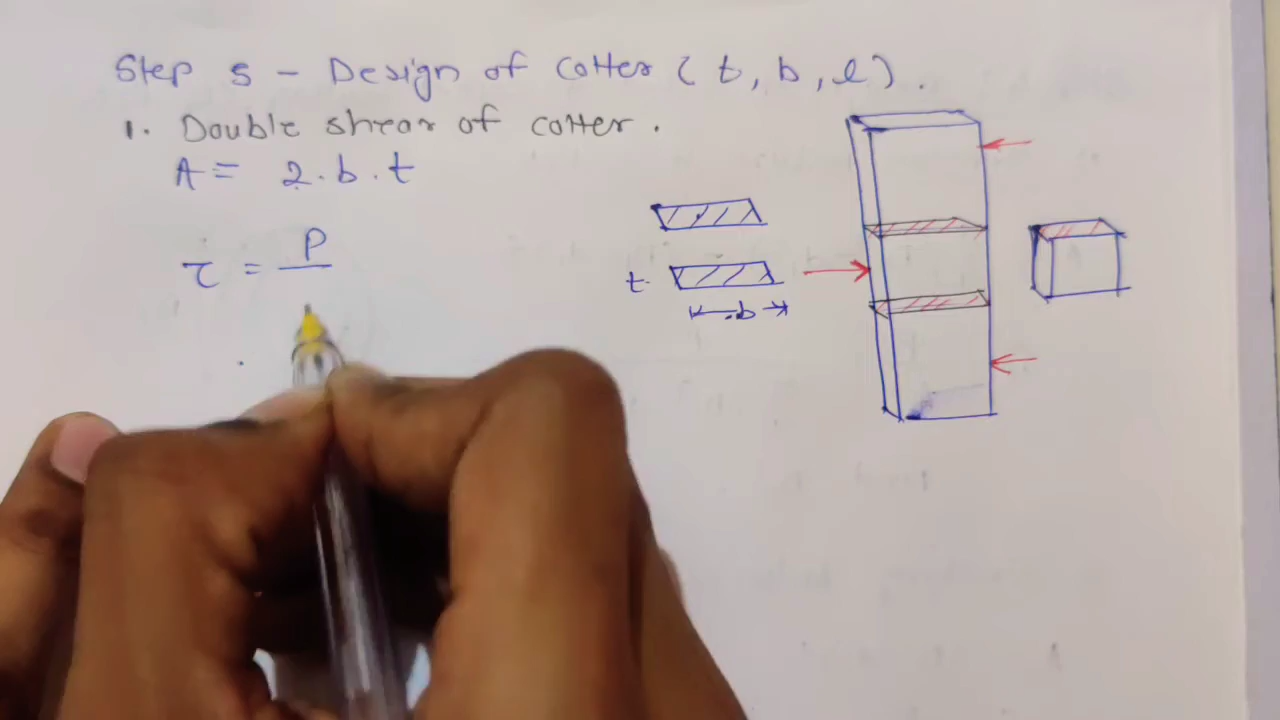 Step 5 - Design of cotter (t, b, l).
1. Double shear of cotter.
A = 2.b.t
τ = P
t.
b